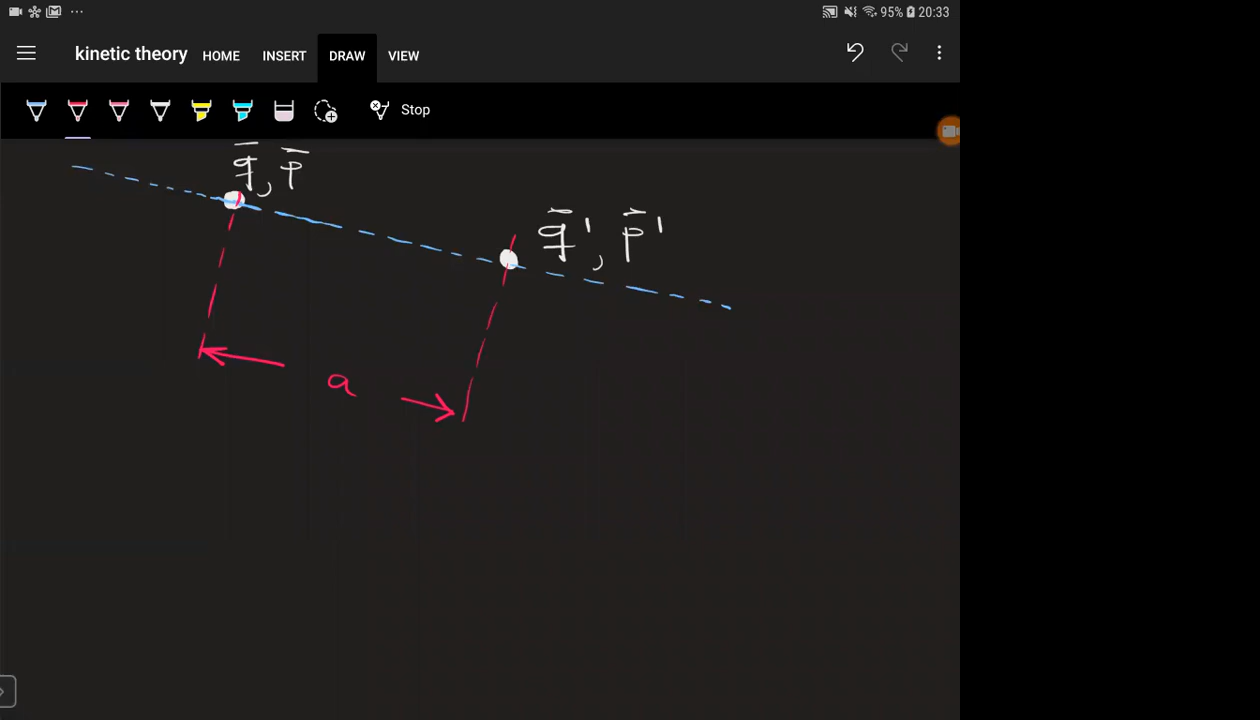 95% 20:33
kinetic theory HOME INSERT DRAW VIEW
Stop
q̄, p̄
q̄', p̄'
a